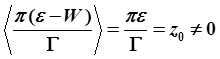 ⟨π(ε−W)/Γ⟩ = πε/Γ = z₀ ≠ 0